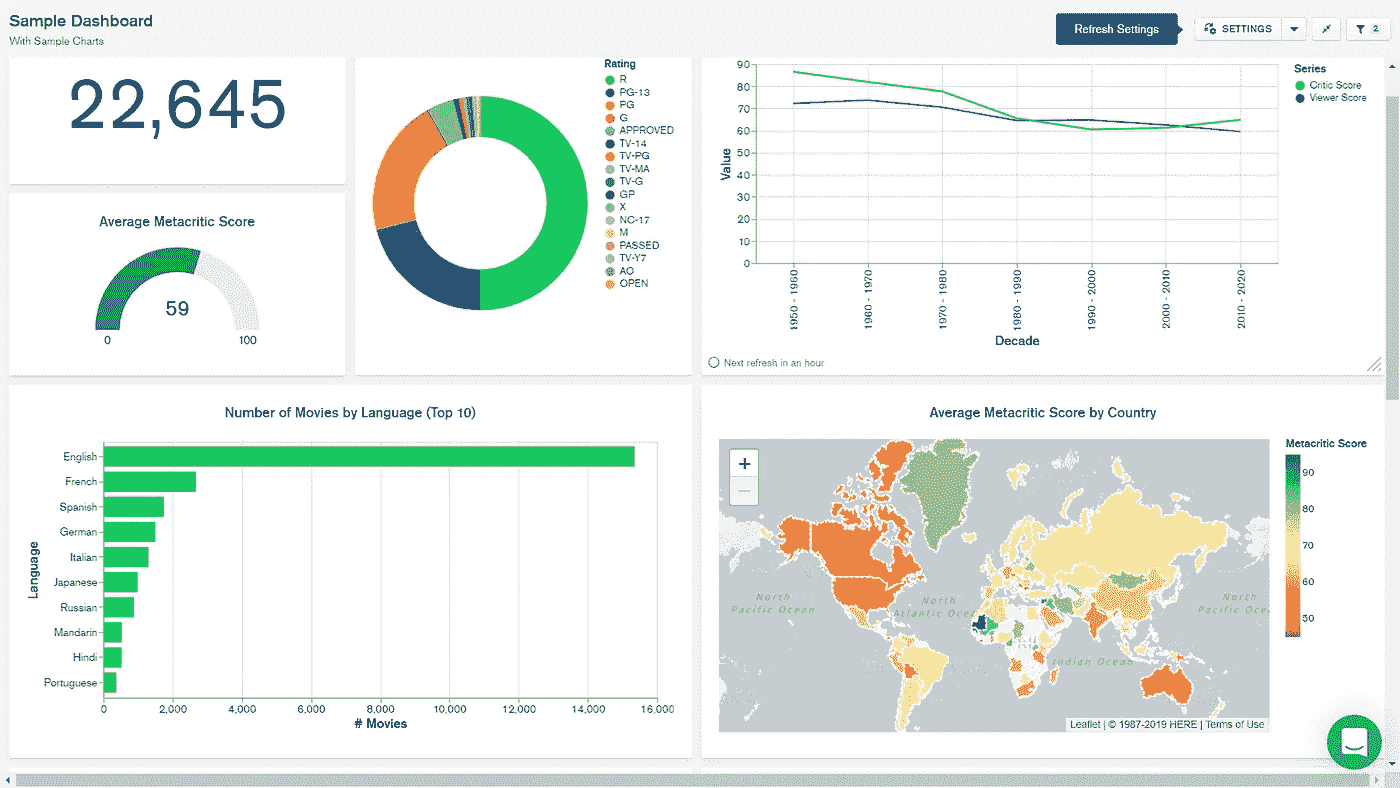 Sample Dashboard
With Sample Charts
Refresh Settings
SETTINGS
2
22,645
Average Metacritic Score
59
0
100
Rating
R
PG-13
PG
G
APPROVED
TV-14
TV-PG
TV-MA
TV-G
GP
X
NC-17
M
PASSED
TV-Y7
AO
OPEN
90
80
70
60
50
40
30
20
10
0
Value
1950 - 1960
1960 - 1970
1970 - 1980
1980 - 1990
1990 - 2000
2000 - 2010
2010 - 2020
Decade
Series
Critic Score
Viewer Score
Next refresh in an hour
Number of Movies by Language (Top 10)
Language
English
French
Spanish
German
Italian
Japanese
Russian
Mandarin
Hindi
Portuguese
0
2,000
4,000
6,000
8,000
10,000
12,000
14,000
16,000
# Movies
Average Metacritic Score by Country
+
−
North
Pacific Ocean
North
Atlantic Ocean
Indian Ocean
North
Pacific Oce
Leaflet | © 1987-2019 HERE | Terms of Use
Metacritic Score
90
80
70
60
50